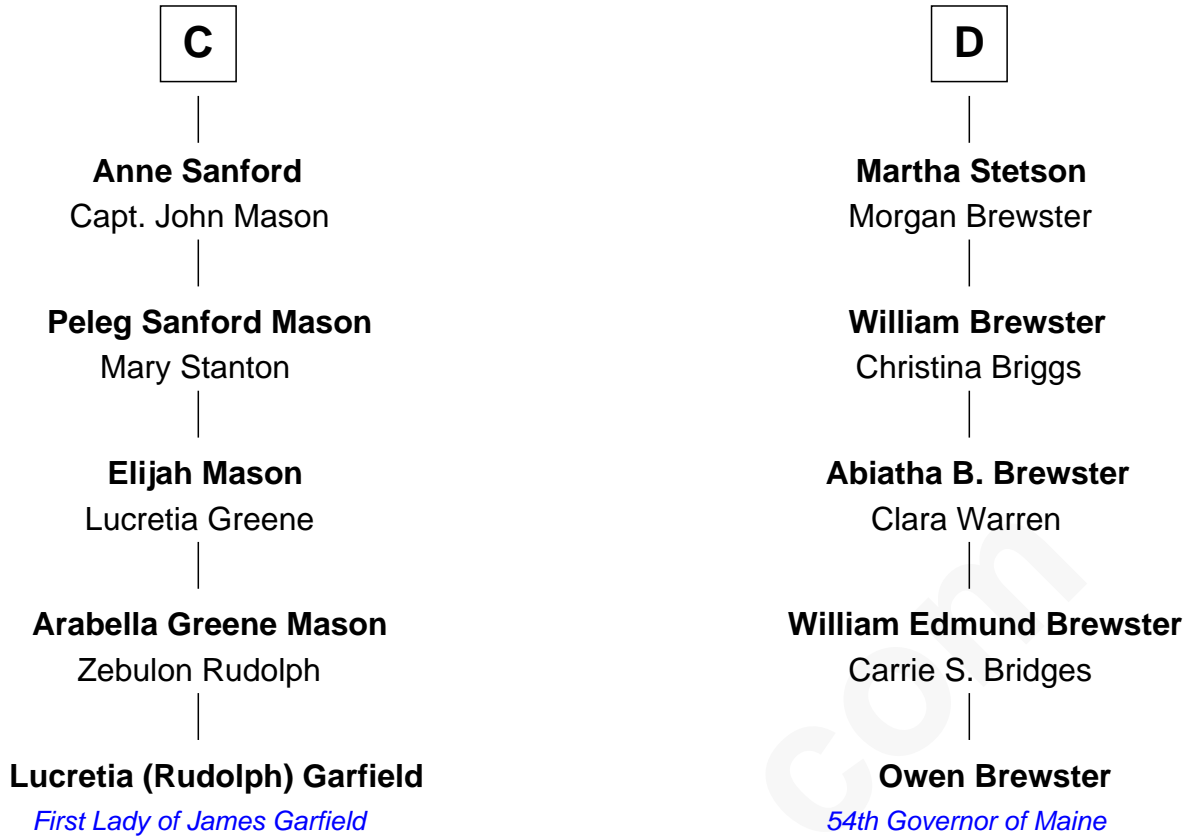 C
Anne Sanford
Capt. John Mason
Peleg Sanford Mason
Mary Stanton
Elijah Mason
Lucretia Greene
Arabella Greene Mason
Zebulon Rudolph
Lucretia (Rudolph) Garfield
First Lady of James Garfield
D
Martha Stetson
Morgan Brewster
William Brewster
Christina Briggs
Abiatha B. Brewster
Clara Warren
William Edmund Brewster
Carrie S. Bridges
Owen Brewster
54th Governor of Maine
com